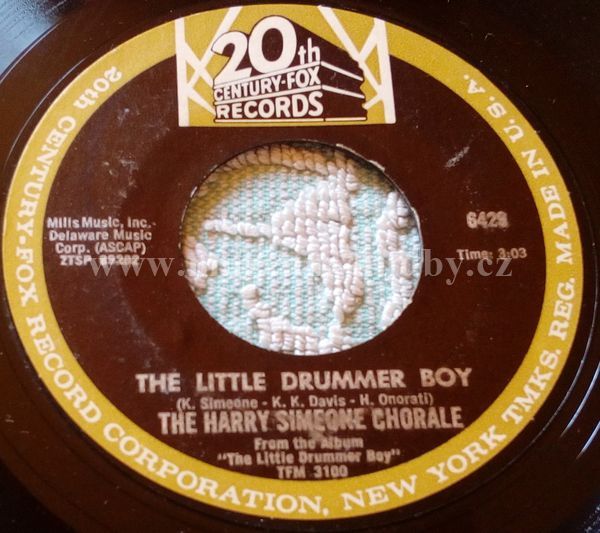 20th
CENTURY-FOX
RECORDS
20th CENTURY-FOX RECORD CORPORATION, NEW YORK TMKS. REG. MADE IN U.S.A.
Mills Music, Inc.-
Delaware Music
Corp. (ASCAP)
ZTSP
6429
Time: 3:03
THE LITTLE DRUMMER BOY
(K. Simeone - K. K. Davis - H. Onorati)
THE HARRY SIMEONE CHORALE
From the Album
"The Little Drummer Boy"
TFM 3100